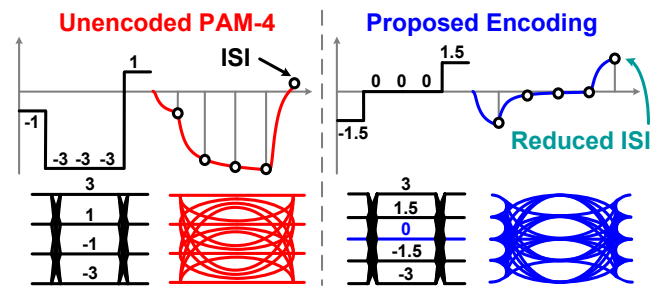 Unencoded PAM-4
1
ISI
-1
-3 -3 -3
3
1
-1
-3
Proposed Encoding
1.5
0 0 0
-1.5
Reduced ISI
3
1.5
0
-1.5
-3